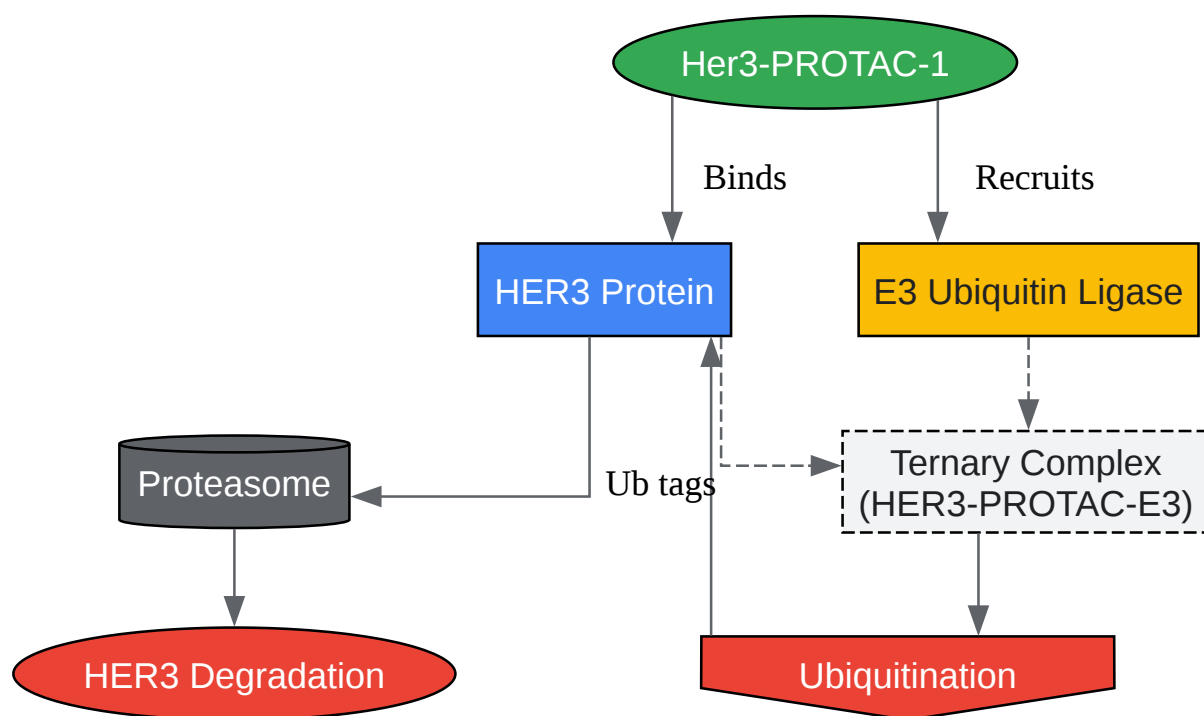 Her3-PROTAC-1
Binds
Recruits
HER3 Protein
E3 Ubiquitin Ligase
Proteasome
Ub tags
Ternary Complex
(HER3-PROTAC-E3)
HER3 Degradation
Ubiquitination